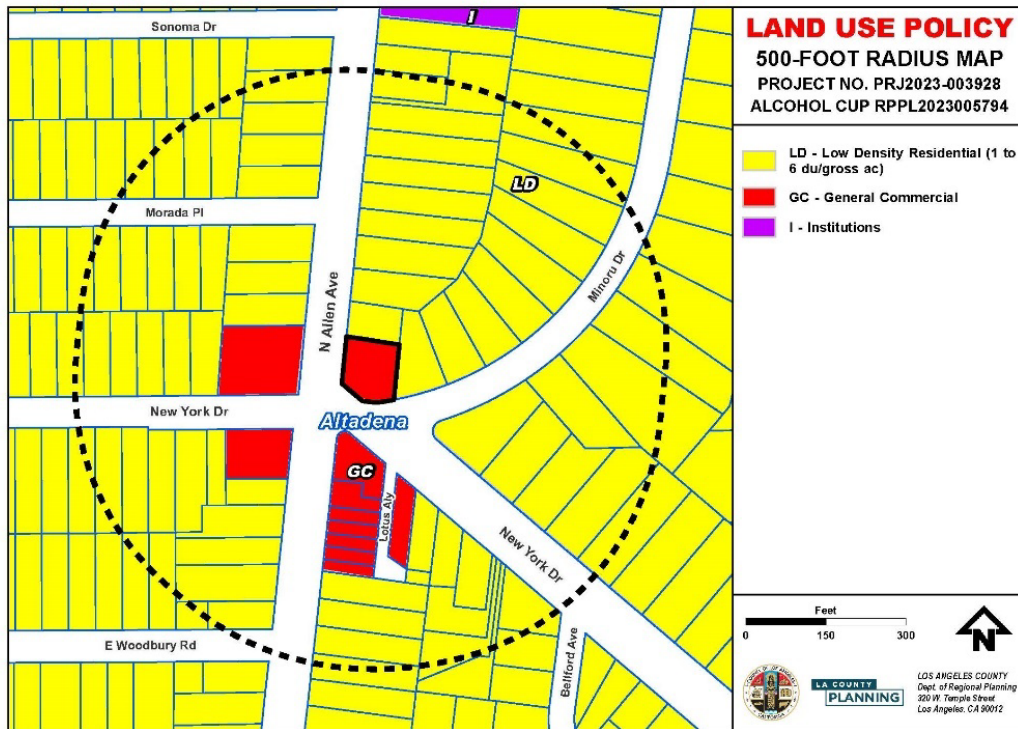 LAND USE POLICY
500-FOOT RADIUS MAP
PROJECT NO. PRJ2023-003928
ALCOHOL CUP RPPL2023005794
LD - Low Density Residential (1 to
6 du/gross ac)
GC - General Commercial
I - Institutions
Sonoma Dr
I
LD
Morada Pl
Minoru Dr
N Allen Ave
New York Dr
Altadena
GC
Lotus Aly
New York Dr
E Woodbury Rd
Bellford Ave
Feet
0 150 300
N
LA COUNTY
PLANNING
LOS ANGELES COUNTY
Dept. of Regional Planning
320 W. Temple Street
Los Angeles, CA 90012